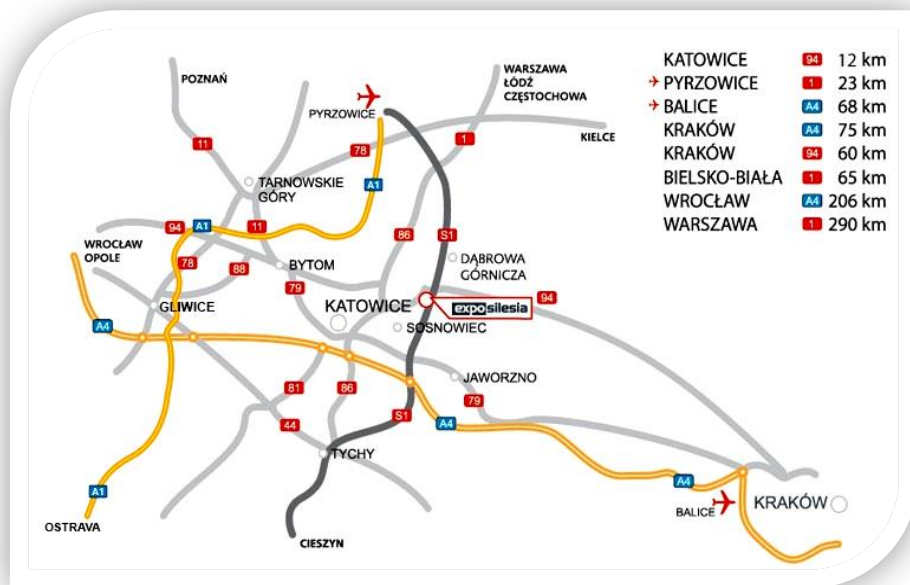 POZNAŃ
WARSZAWA
ŁÓDŹ
CZĘSTOCHOWA
PYRZOWICE
KIELCE
11
78
1
TARNOWSKIE
GÓRY
A1
94
A1
11
86
S1
WROCŁAW
OPOLE
78
88
BYTOM
DĄBROWA
GÓRNICZA
79
GLIWICE
KATOWICE
exposilesia
94
SOSNOWIEC
A4
JAWORZNO
81
86
79
44
S1
A4
TYCHY
A1
A4
OSTRAVA
CIESZYN
BALICE
KRAKÓW
KATOWICE 94 12 km
PYRZOWICE 1 23 km
BALICE A4 68 km
KRAKÓW A4 75 km
KRAKÓW 94 60 km
BIELSKO-BIAŁA 1 65 km
WROCŁAW A4 206 km
WARSZAWA 1 290 km